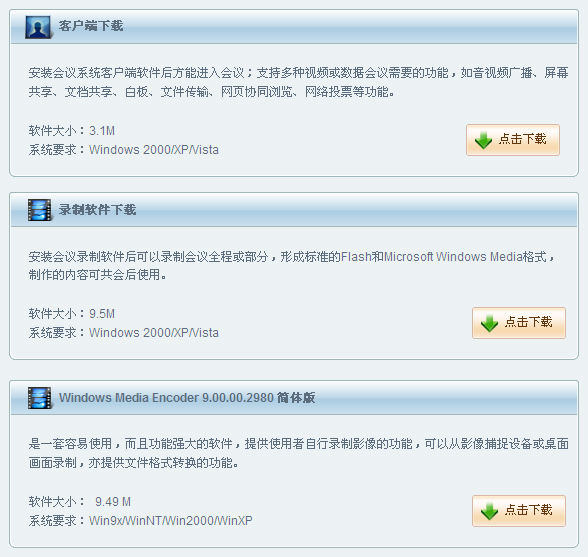 客户端下载
安装会议系统客户端软件后方能进入会议；支持多种视频或数据会议需要的功能，如音视频广播、屏幕
共享、文档共享、白板、文件传输、网页协同浏览、网络投票等功能。
软件大小：3.1M
系统要求：Windows 2000/XP/Vista
点击下载
录制软件下载
安装会议录制软件后可以录制会议全程或部分，形成标准的Flash和Microsoft Windows Media格式，
制作的内容可共会后使用。
软件大小：9.5M
系统要求：Windows 2000/XP/Vista
点击下载
Windows Media Encoder 9.00.00.2980 简体版
是一套容易使用，而且功能强大的软件，提供使用者自行录制影像的功能，可以从影像捕捉设备或桌面
画面录制，亦提供文件格式转换的功能。
软件大小： 9.49 M
系统要求：Win9x/WinNT/Win2000/WinXP
点击下载